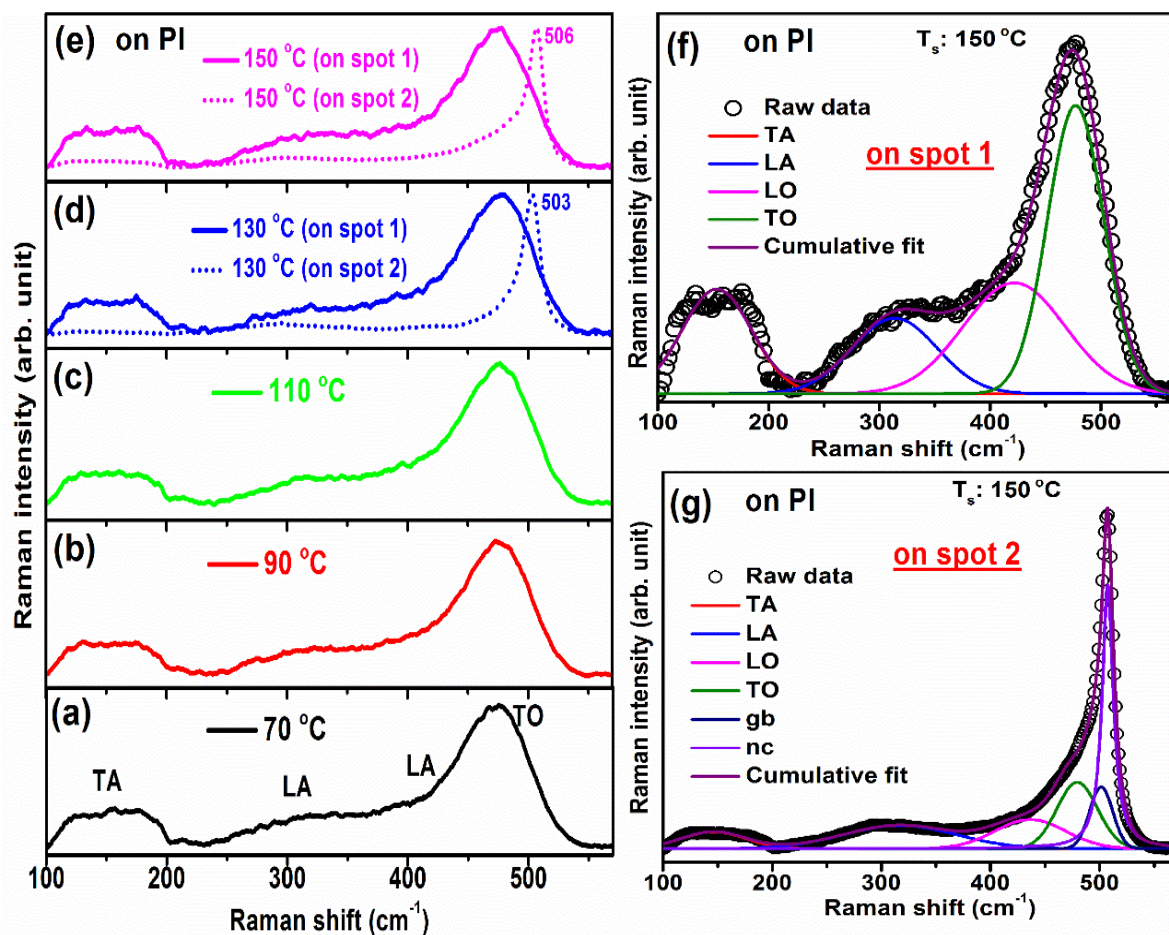 (e) on PI
150 °C (on spot 1)
150 °C (on spot 2)
506
(d)
130 °C (on spot 1)
130 °C (on spot 2)
503
(c)
110 °C
(b)
90 °C
(a)
70 °C
TA
LA
LA
TO
100 200 300 400 500
Raman shift (cm-1)
Raman intensity (arb. unit)
on PI
Ts: 150 °C
(f)
Raw data
TA
LA
LO
TO
Cumulative fit
on spot 1
100 200 300 400 500
Raman shift (cm-1)
Raman intensity (arb. unit)
(g) on PI
Ts: 150 °C
Raw data
TA
LA
LO
TO
gb
nc
Cumulative fit
on spot 2
100 200 300 400 500
Raman shift (cm-1)
Raman intensity (arb. unit)